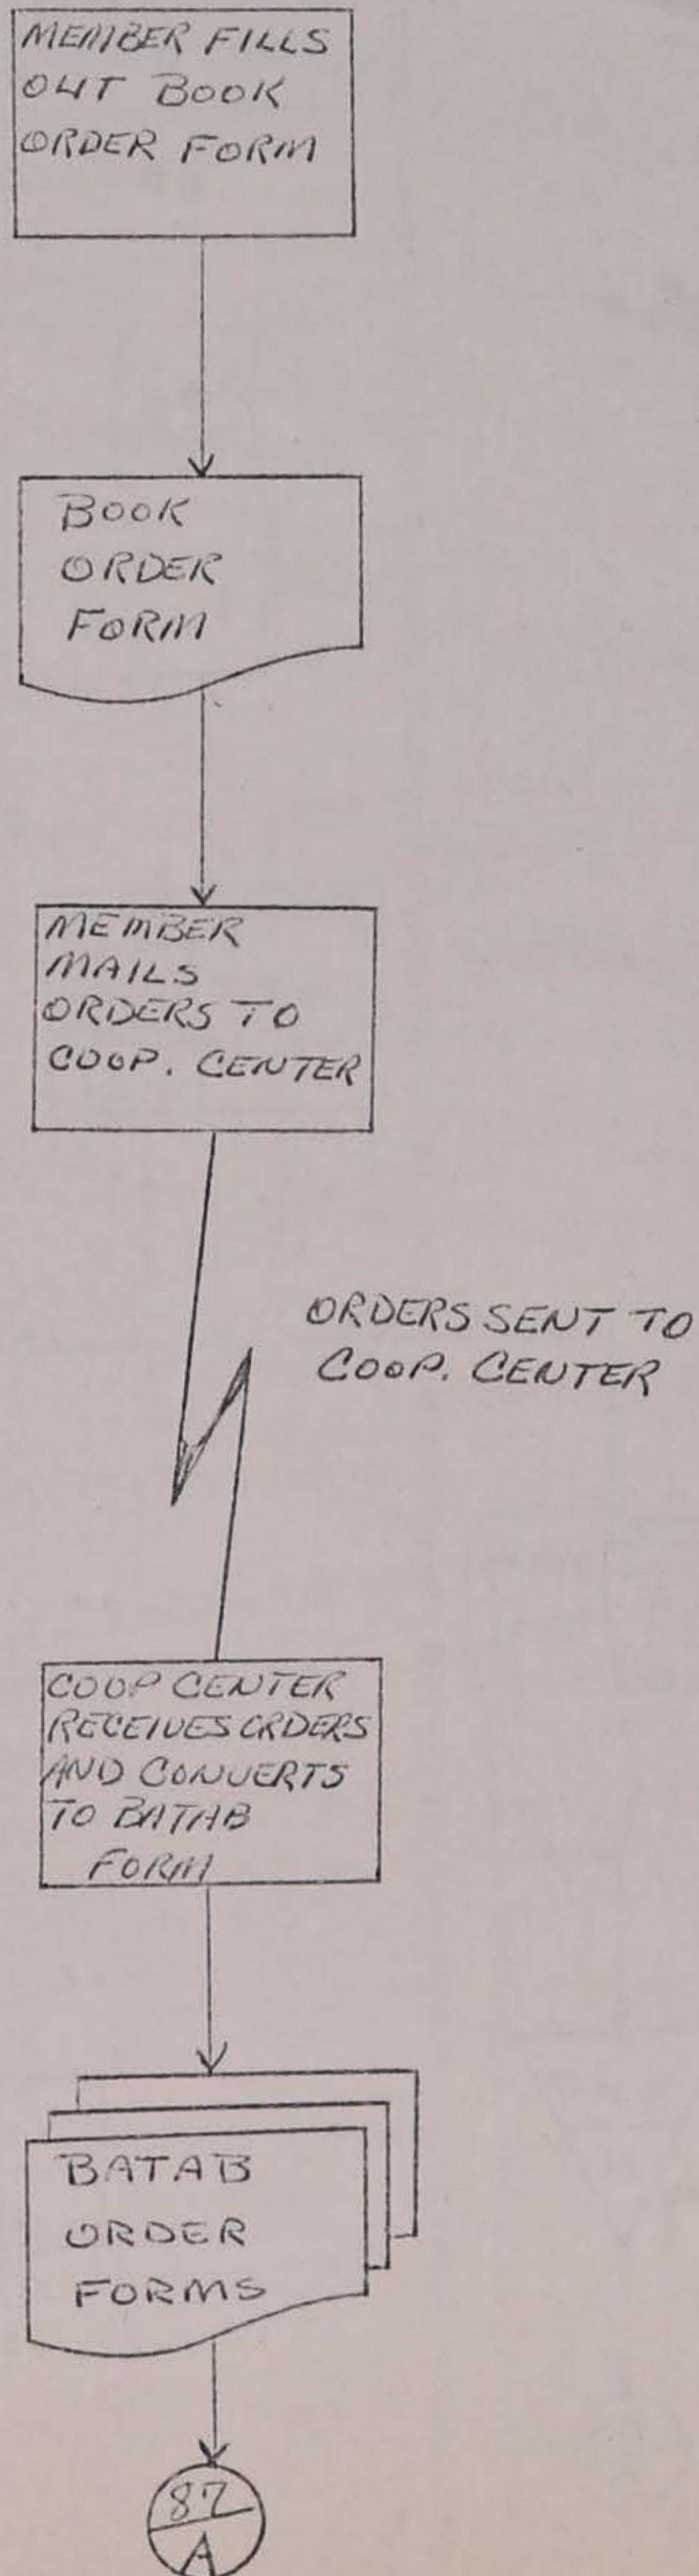 MEMBER FILLS
OUT BOOK
ORDER FORM
BOOK
ORDER
FORM
MEMBER
MAILS
ORDERS TO
COOP. CENTER
ORDERS SENT TO
COOP. CENTER
COOP CENTER
RECEIVES ORDERS
AND CONVERTS
TO BATAB
FORM
BATAB
ORDER
FORMS
87
A